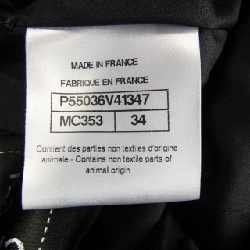 MADE IN FRANCE
FABRIQUE EN FRANCE
P55036V41347
MC353 34
Contient des parties non textiles d'origine
animale - Contains non textile parts of
animal origin